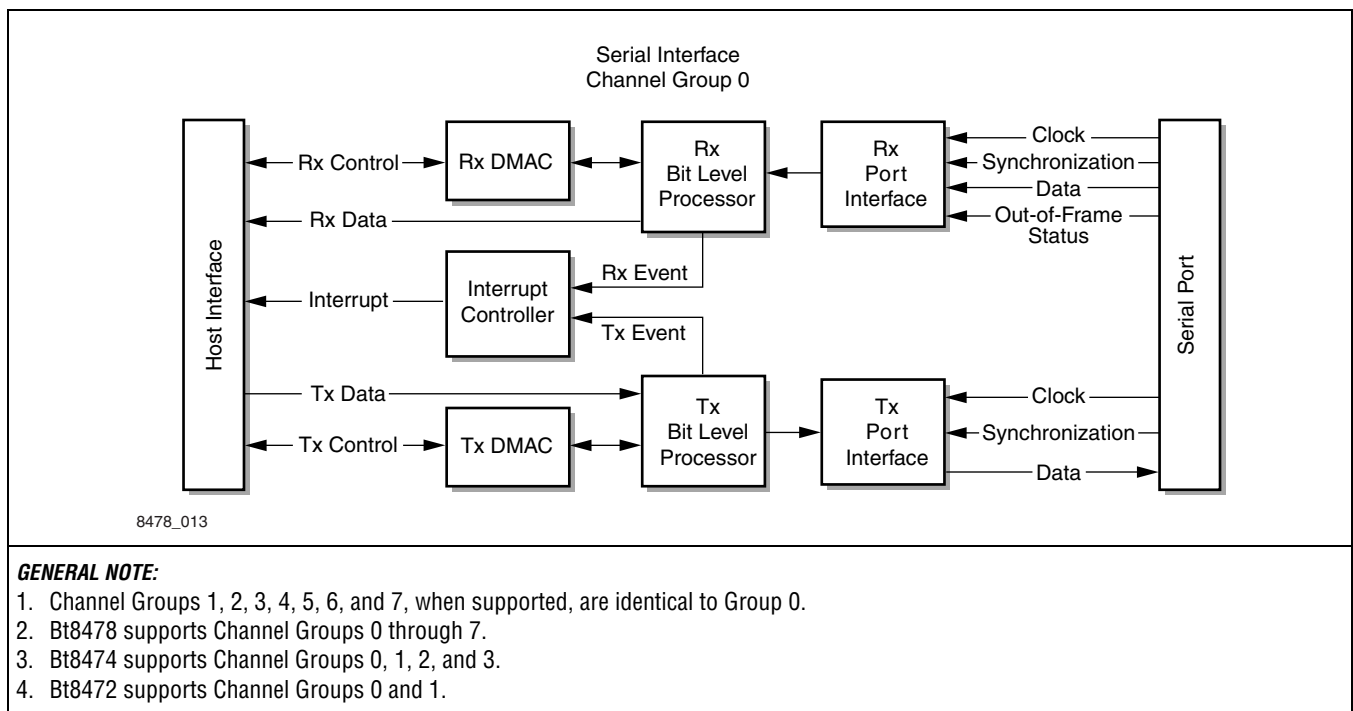 Serial Interface
Channel Group 0
Host Interface
Rx Control
Rx DMAC
Rx
Bit Level
Processor
Rx
Port
Interface
Clock
Synchronization
Data
Out-of-Frame
Status
Rx Data
Interrupt
Interrupt
Controller
Rx Event
Tx Event
Serial Port
Tx Data
Tx Control
Tx DMAC
Tx
Bit Level
Processor
Tx
Port
Interface
Clock
Synchronization
Data
8478_013
GENERAL NOTE:
1. Channel Groups 1, 2, 3, 4, 5, 6, and 7, when supported, are identical to Group 0.
2. Bt8478 supports Channel Groups 0 through 7.
3. Bt8474 supports Channel Groups 0, 1, 2, and 3.
4. Bt8472 supports Channel Groups 0 and 1.